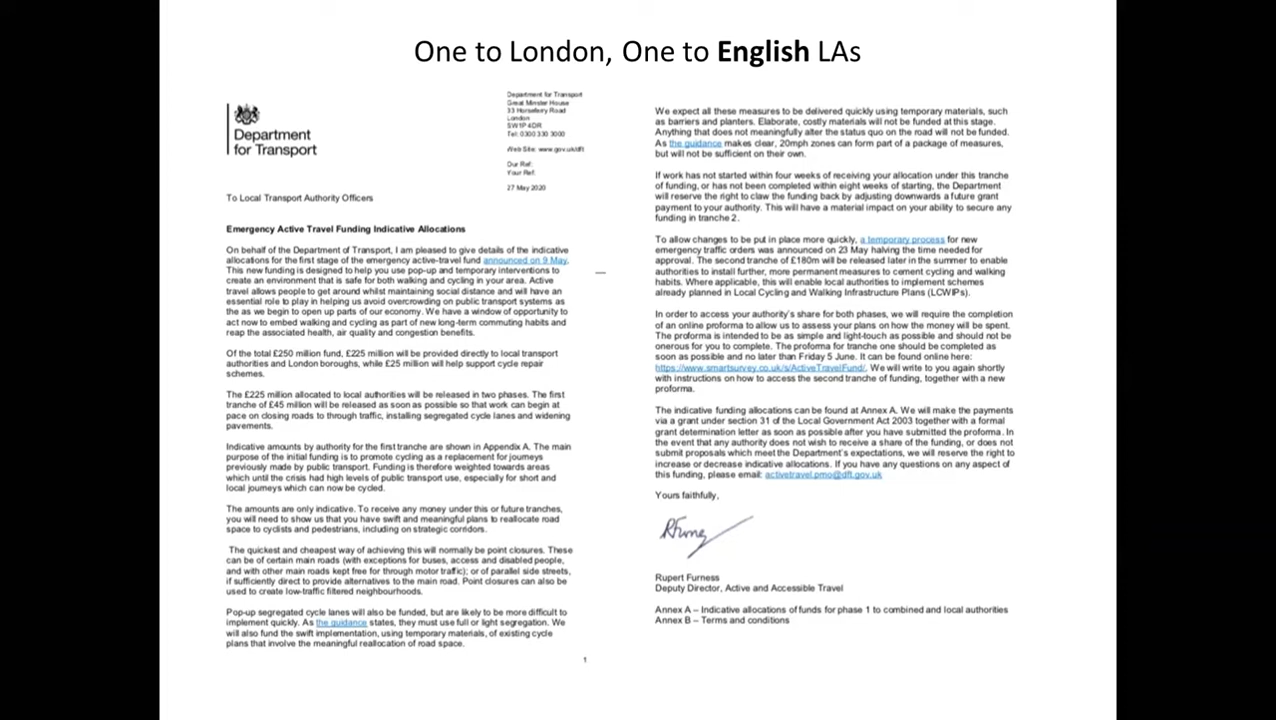 One to London, One to English LAs
Department
for Transport
Department for Transport
Great Minster House
33 Horseferry Road
London
SW1P 4DR
Tel: 0300 330 3000
Web Site: www.gov.uk/dft
Our Ref:
Your Ref:
27 May 2020
To Local Transport Authority Officers
Emergency Active Travel Funding Indicative Allocations
On behalf of the Department of Transport, I am pleased to give details of the indicative
allocations for the first stage of the emergency active-travel fund announced on 9 May.
This new funding is designed to help you use pop-up and temporary interventions to
create an environment that is safe for both walking and cycling in your area. Active
travel allows people to get around whilst maintaining social distance and will have an
essential role to play in helping us avoid overcrowding on public transport systems as
the as we begin to open up parts of our economy. We have a window of opportunity to
act now to embed walking and cycling as part of new long-term commuting habits and
reap the associated health, air quality and congestion benefits.
Of the total £250 million fund, £225 million will be provided directly to local transport
authorities and London boroughs, while £25 million will help support cycle repair
schemes.
The £225 million allocated to local authorities will be released in two phases. The first
tranche of £45 million will be released as soon as possible so that work can begin at
pace on closing roads to through traffic, installing segregated cycle lanes and widening
pavements.
Indicative amounts by authority for the first tranche are shown in Appendix A. The main
purpose of the initial funding is to promote cycling as a replacement for journeys
previously made by public transport. Funding is therefore weighted towards areas
which until the crisis had high levels of public transport use, especially for short and
local journeys which can now be cycled.
The amounts are only indicative. To receive any money under this or future tranches,
you will need to show us that you have swift and meaningful plans to reallocate road
space to cyclists and pedestrians, including on strategic corridors.
The quickest and cheapest way of achieving this will normally be point closures. These
can be of certain main roads (with exceptions for buses, access and disabled people,
and with other main roads kept free for through motor traffic); or of parallel side streets,
if sufficiently direct to provide alternatives to the main road. Point closures can also be
used to create low-traffic filtered neighbourhoods.
Pop-up segregated cycle lanes will also be funded, but are likely to be more difficult to
implement quickly. As the guidance states, they must use full or light segregation. We
will also fund the swift implementation, using temporary materials, of existing cycle
plans that involve the meaningful reallocation of road space.
1
We expect all these measures to be delivered quickly using temporary materials, such
as barriers and planters. Elaborate, costly materials will not be funded at this stage.
Anything that does not meaningfully alter the status quo on the road will not be funded.
As the guidance makes clear, 20mph zones can form part of a package of measures,
but will not be sufficient on their own.
If work has not started within four weeks of receiving your allocation under this tranche
of funding, or has not been completed within eight weeks of starting, the Department
will reserve the right to claw the funding back by adjusting downwards a future grant
payment to your authority. This will have a material impact on your ability to secure any
funding in tranche 2.
To allow changes to be put in place more quickly, a temporary process for new
emergency traffic orders was announced on 23 May halving the time needed for
approval. The second tranche of £180m will be released later in the summer to enable
authorities to install further, more permanent measures to cement cycling and walking
habits. Where applicable, this will enable local authorities to implement schemes
already planned in Local Cycling and Walking Infrastructure Plans (LCWIPs).
In order to access your authority's share for both phases, we will require the completion
of an online proforma to allow us to assess your plans on how the money will be spent.
The proforma is intended to be as simple and light-touch as possible and should not be
onerous for you to complete. The proforma for tranche one should be completed as
soon as possible and no later than Friday 5 June. It can be found online here:
https://www.smartsurvey.co.uk/s/ActiveTravelFund/. We will write to you again shortly
with instructions on how to access the second tranche of funding, together with a new
proforma.
The indicative funding allocations can be found at Annex A. We will make the payments
via a grant under section 31 of the Local Government Act 2003 together with a formal
grant determination letter as soon as possible after you have submitted the proforma. In
the event that any authority does not wish to receive a share of the funding, or does not
submit proposals which meet the Department's expectations, we will reserve the right to
increase or decrease indicative allocations. If you have any questions on any aspect of
this funding, please email: activetravel.pmo@dft.gov.uk
Yours faithfully,
Rupert Furness
Deputy Director, Active and Accessible Travel
Annex A – Indicative allocations of funds for phase 1 to combined and local authorities
Annex B – Terms and conditions